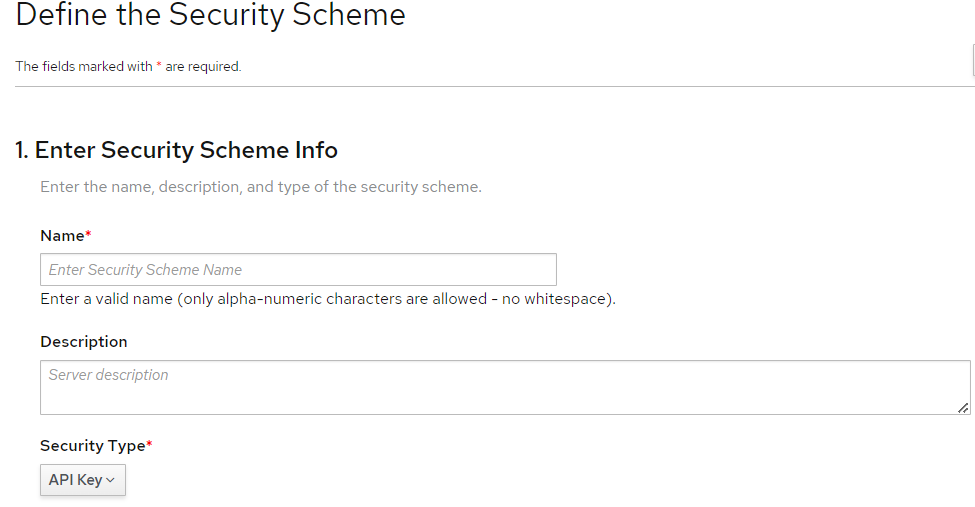 Define the Security Scheme
The fields marked with * are required.
1. Enter Security Scheme Info
Enter the name, description, and type of the security scheme.
Name*
Enter Security Scheme Name
Enter a valid name (only alpha-numeric characters are allowed - no whitespace).
Description
Server description
Security Type*
API Key